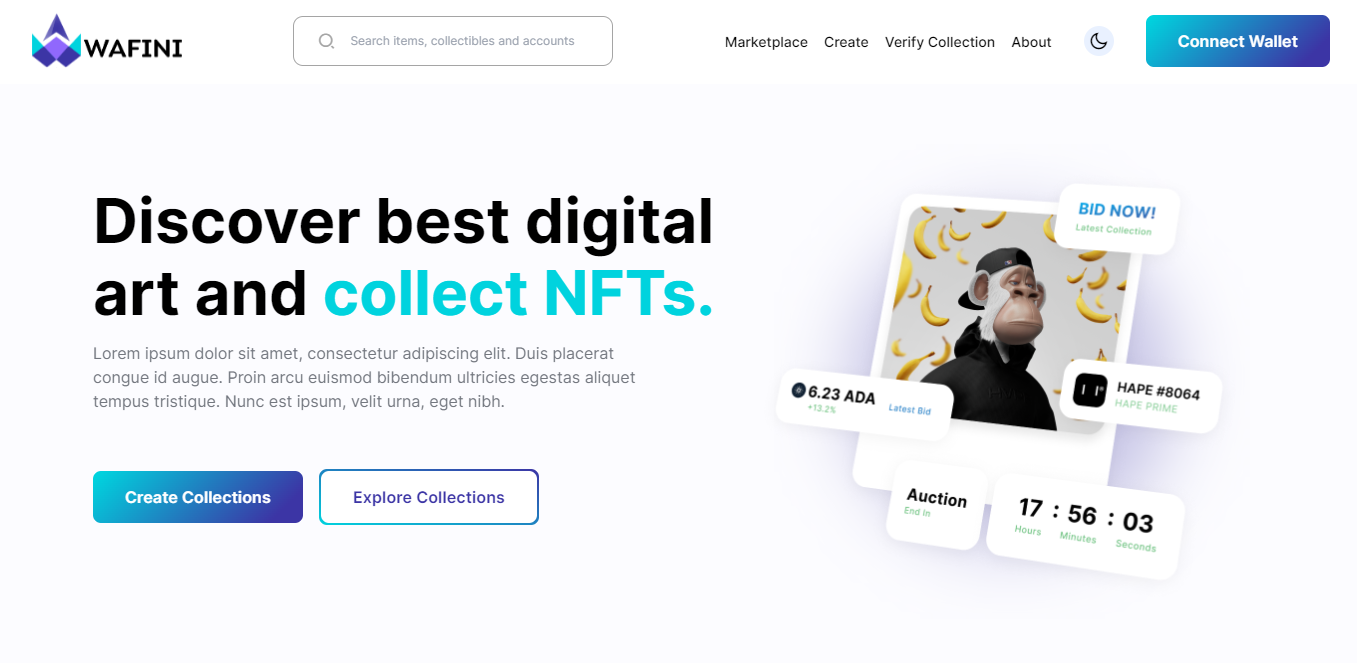 WAFINI
Search items, collectibles and accounts
Marketplace
Create
Verify Collection
About
Connect Wallet
Discover best digital
art and collect NFTs.
Lorem ipsum dolor sit amet, consectetur adipiscing elit. Duis placerat
congue id augue. Proin arcu euismod bibendum ultricies egestas aliquet
tempus tristique. Nunc est ipsum, velit urna, eget nibh.
Create Collections
Explore Collections
BID NOW!
Latest Collection
6.23 ADA
+13.2%
Latest Bid
HAPE #8064
HAPE PRIME
Auction
End In
17 : 56 : 03
Hours Minutes Seconds